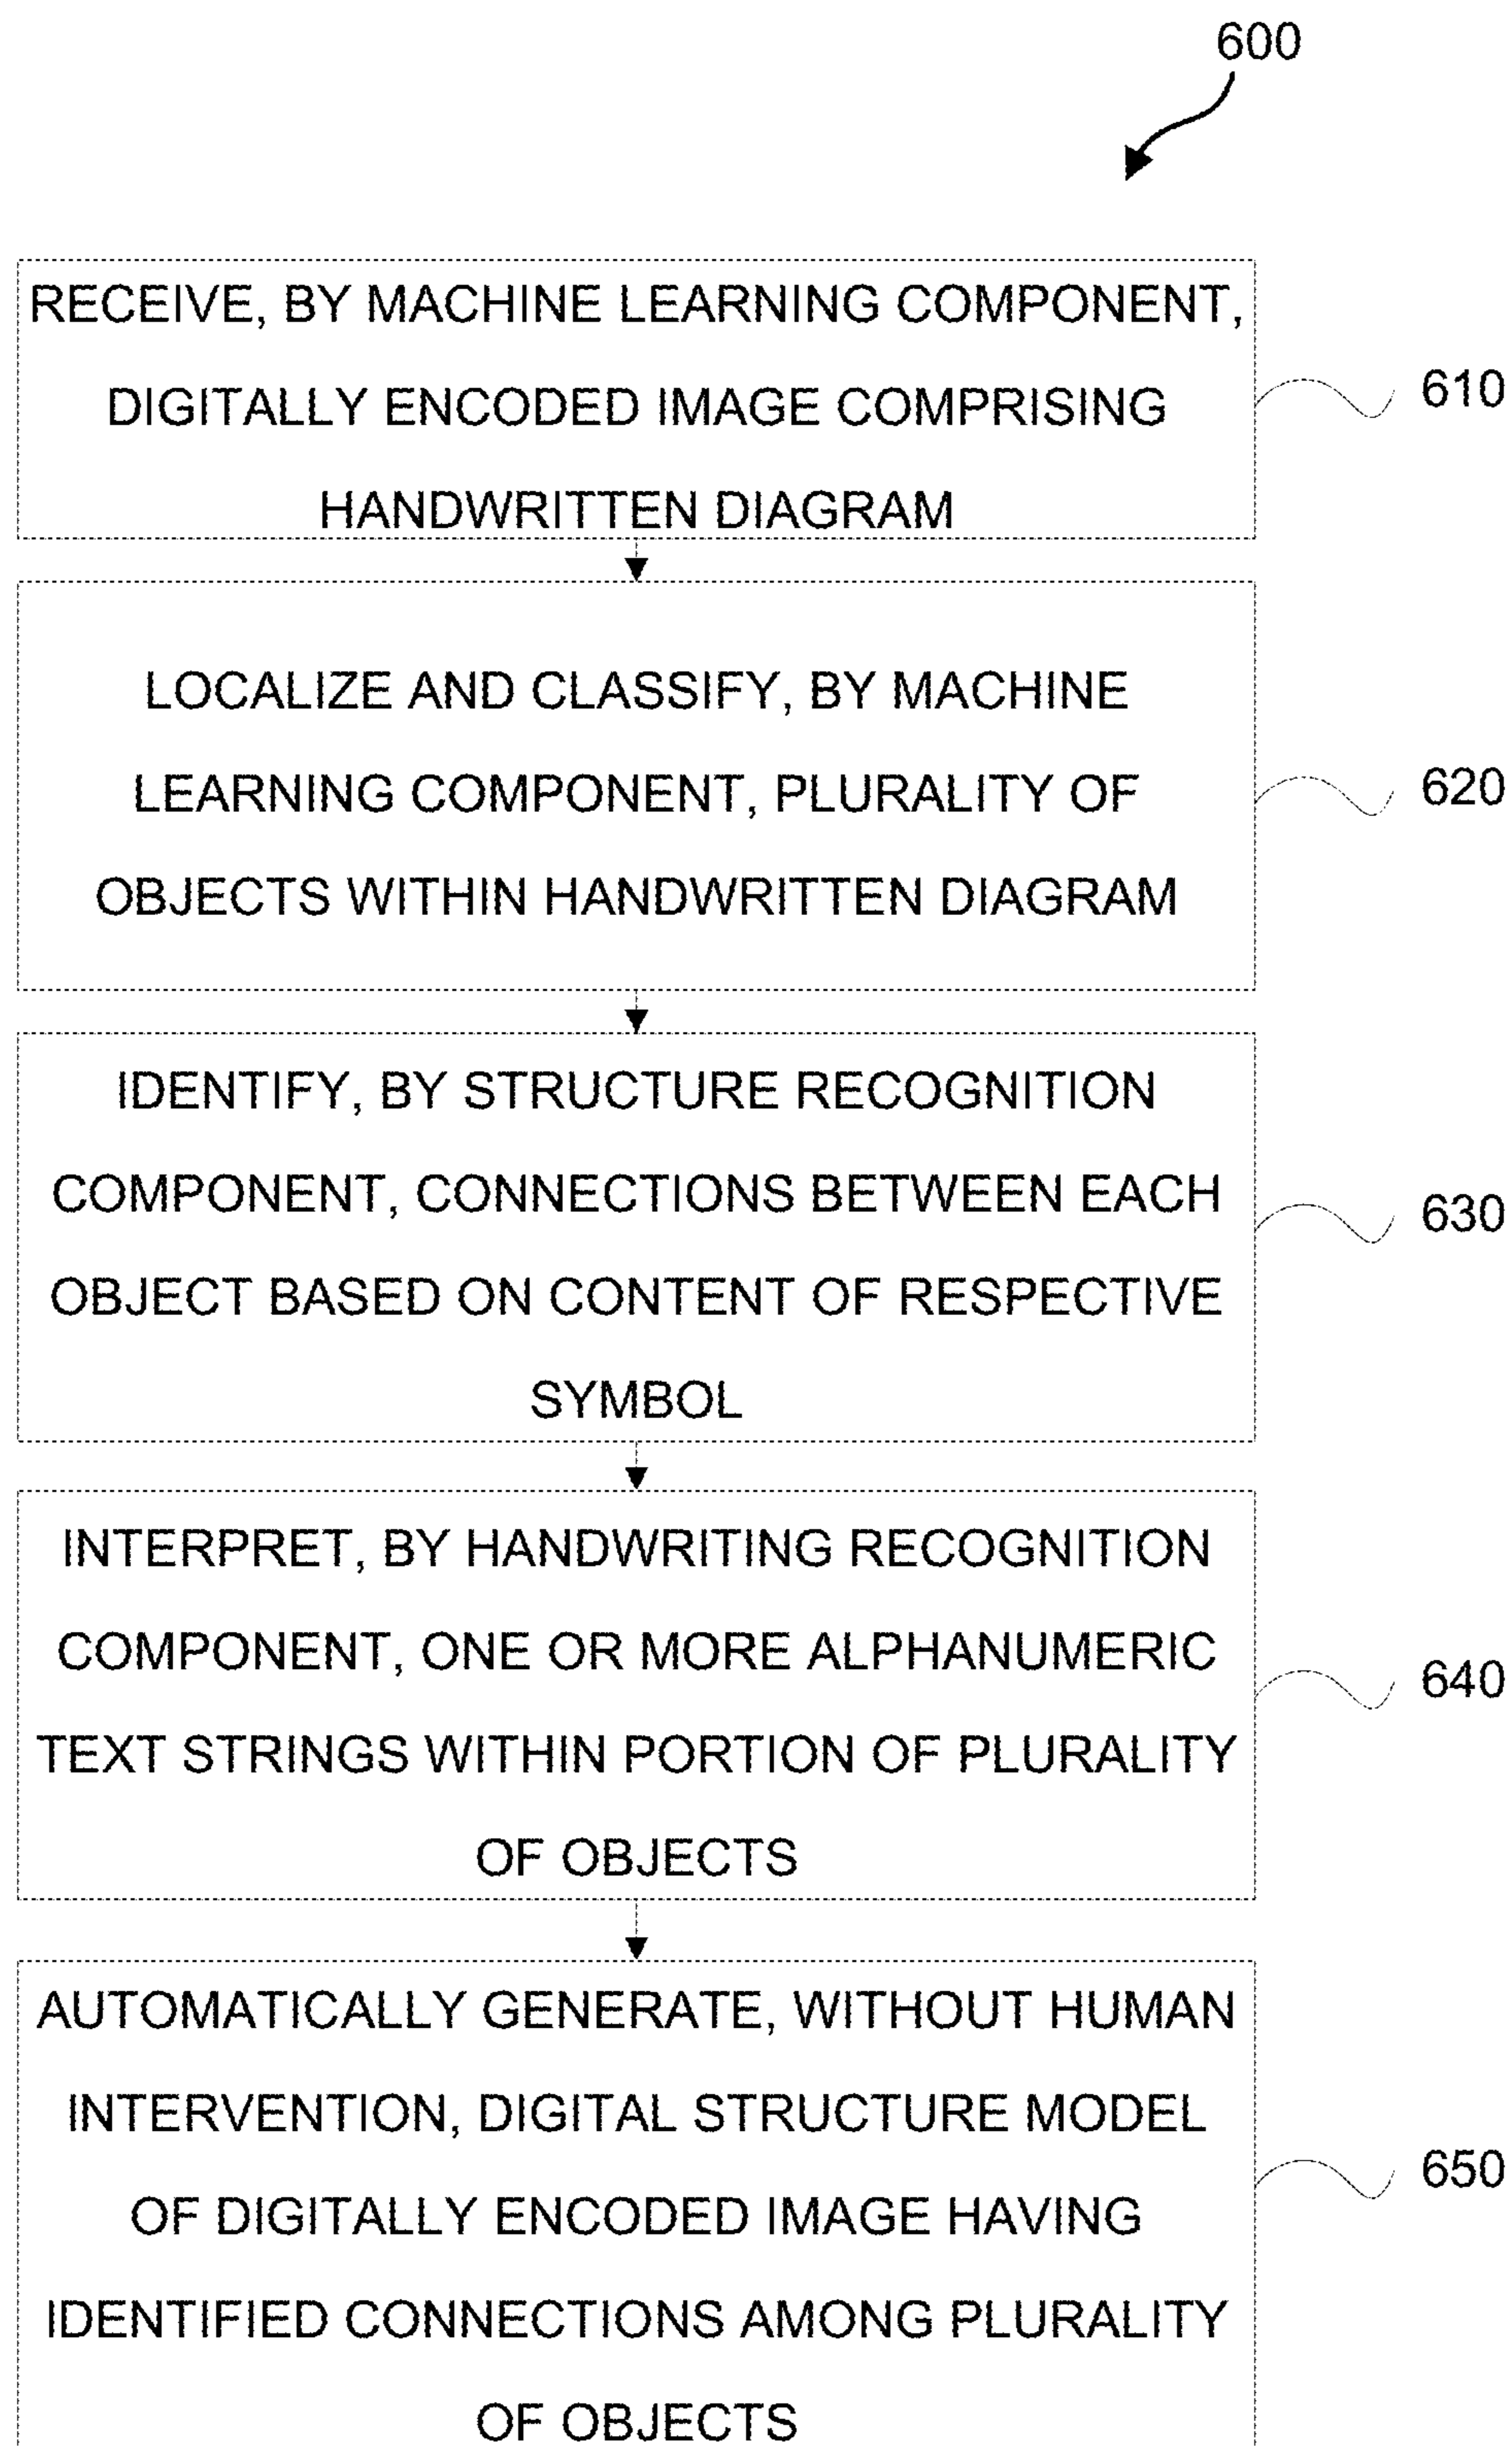 600
RECEIVE, BY MACHINE LEARNING COMPONENT,
DIGITALLY ENCODED IMAGE COMPRISING
HANDWRITTEN DIAGRAM
610
LOCALIZE AND CLASSIFY, BY MACHINE
LEARNING COMPONENT, PLURALITY OF
OBJECTS WITHIN HANDWRITTEN DIAGRAM
620
IDENTIFY, BY STRUCTURE RECOGNITION
COMPONENT, CONNECTIONS BETWEEN EACH
OBJECT BASED ON CONTENT OF RESPECTIVE
SYMBOL
630
INTERPRET, BY HANDWRITING RECOGNITION
COMPONENT, ONE OR MORE ALPHANUMERIC
TEXT STRINGS WITHIN PORTION OF PLURALITY
OF OBJECTS
640
AUTOMATICALLY GENERATE, WITHOUT HUMAN
INTERVENTION, DIGITAL STRUCTURE MODEL
OF DIGITALLY ENCODED IMAGE HAVING
IDENTIFIED CONNECTIONS AMONG PLURALITY
OF OBJECTS
650